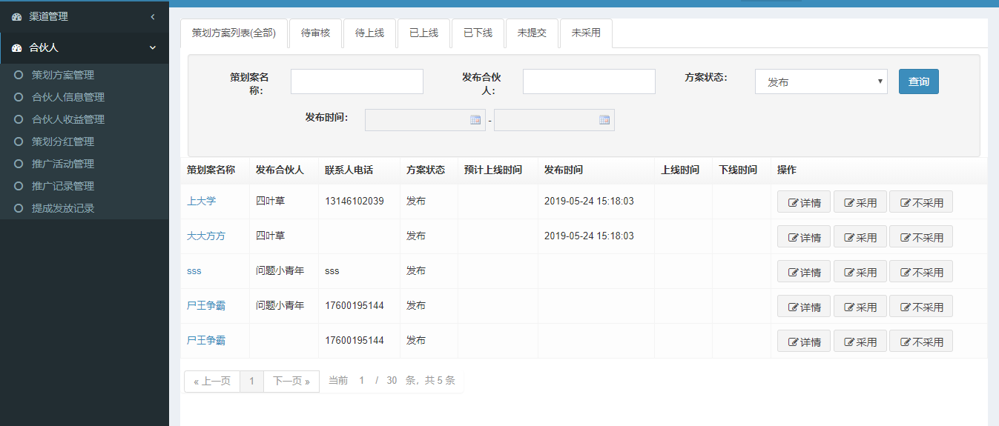 渠道管理
合伙人
策划方案管理
合伙人信息管理
合伙人收益管理
策划分红管理
推广活动管理
推广记录管理
提成发放记录
策划方案列表(全部) 待审核 待上线 已上线 已下线 未提交 未采用
策划案名称: 发布合伙人: 方案状态: 发布 查询
发布时间: -
策划案名称 发布合伙人 联系人电话 方案状态 预计上线时间 发布时间 上线时间 下线时间 操作
上大学 四叶草 13146102039 发布 2019-05-24 15:18:03 详情 采用 不采用
大大方方 四叶草 发布 2019-05-24 15:18:03 详情 采用 不采用
sss 问题小青年 sss 发布 详情 采用 不采用
尸王争霸 问题小青年 17600195144 发布 详情 采用 不采用
尸王争霸 17600195144 发布 详情 采用 不采用
« 上一页 1 下一页 » 当前 1 / 30 条，共 5 条